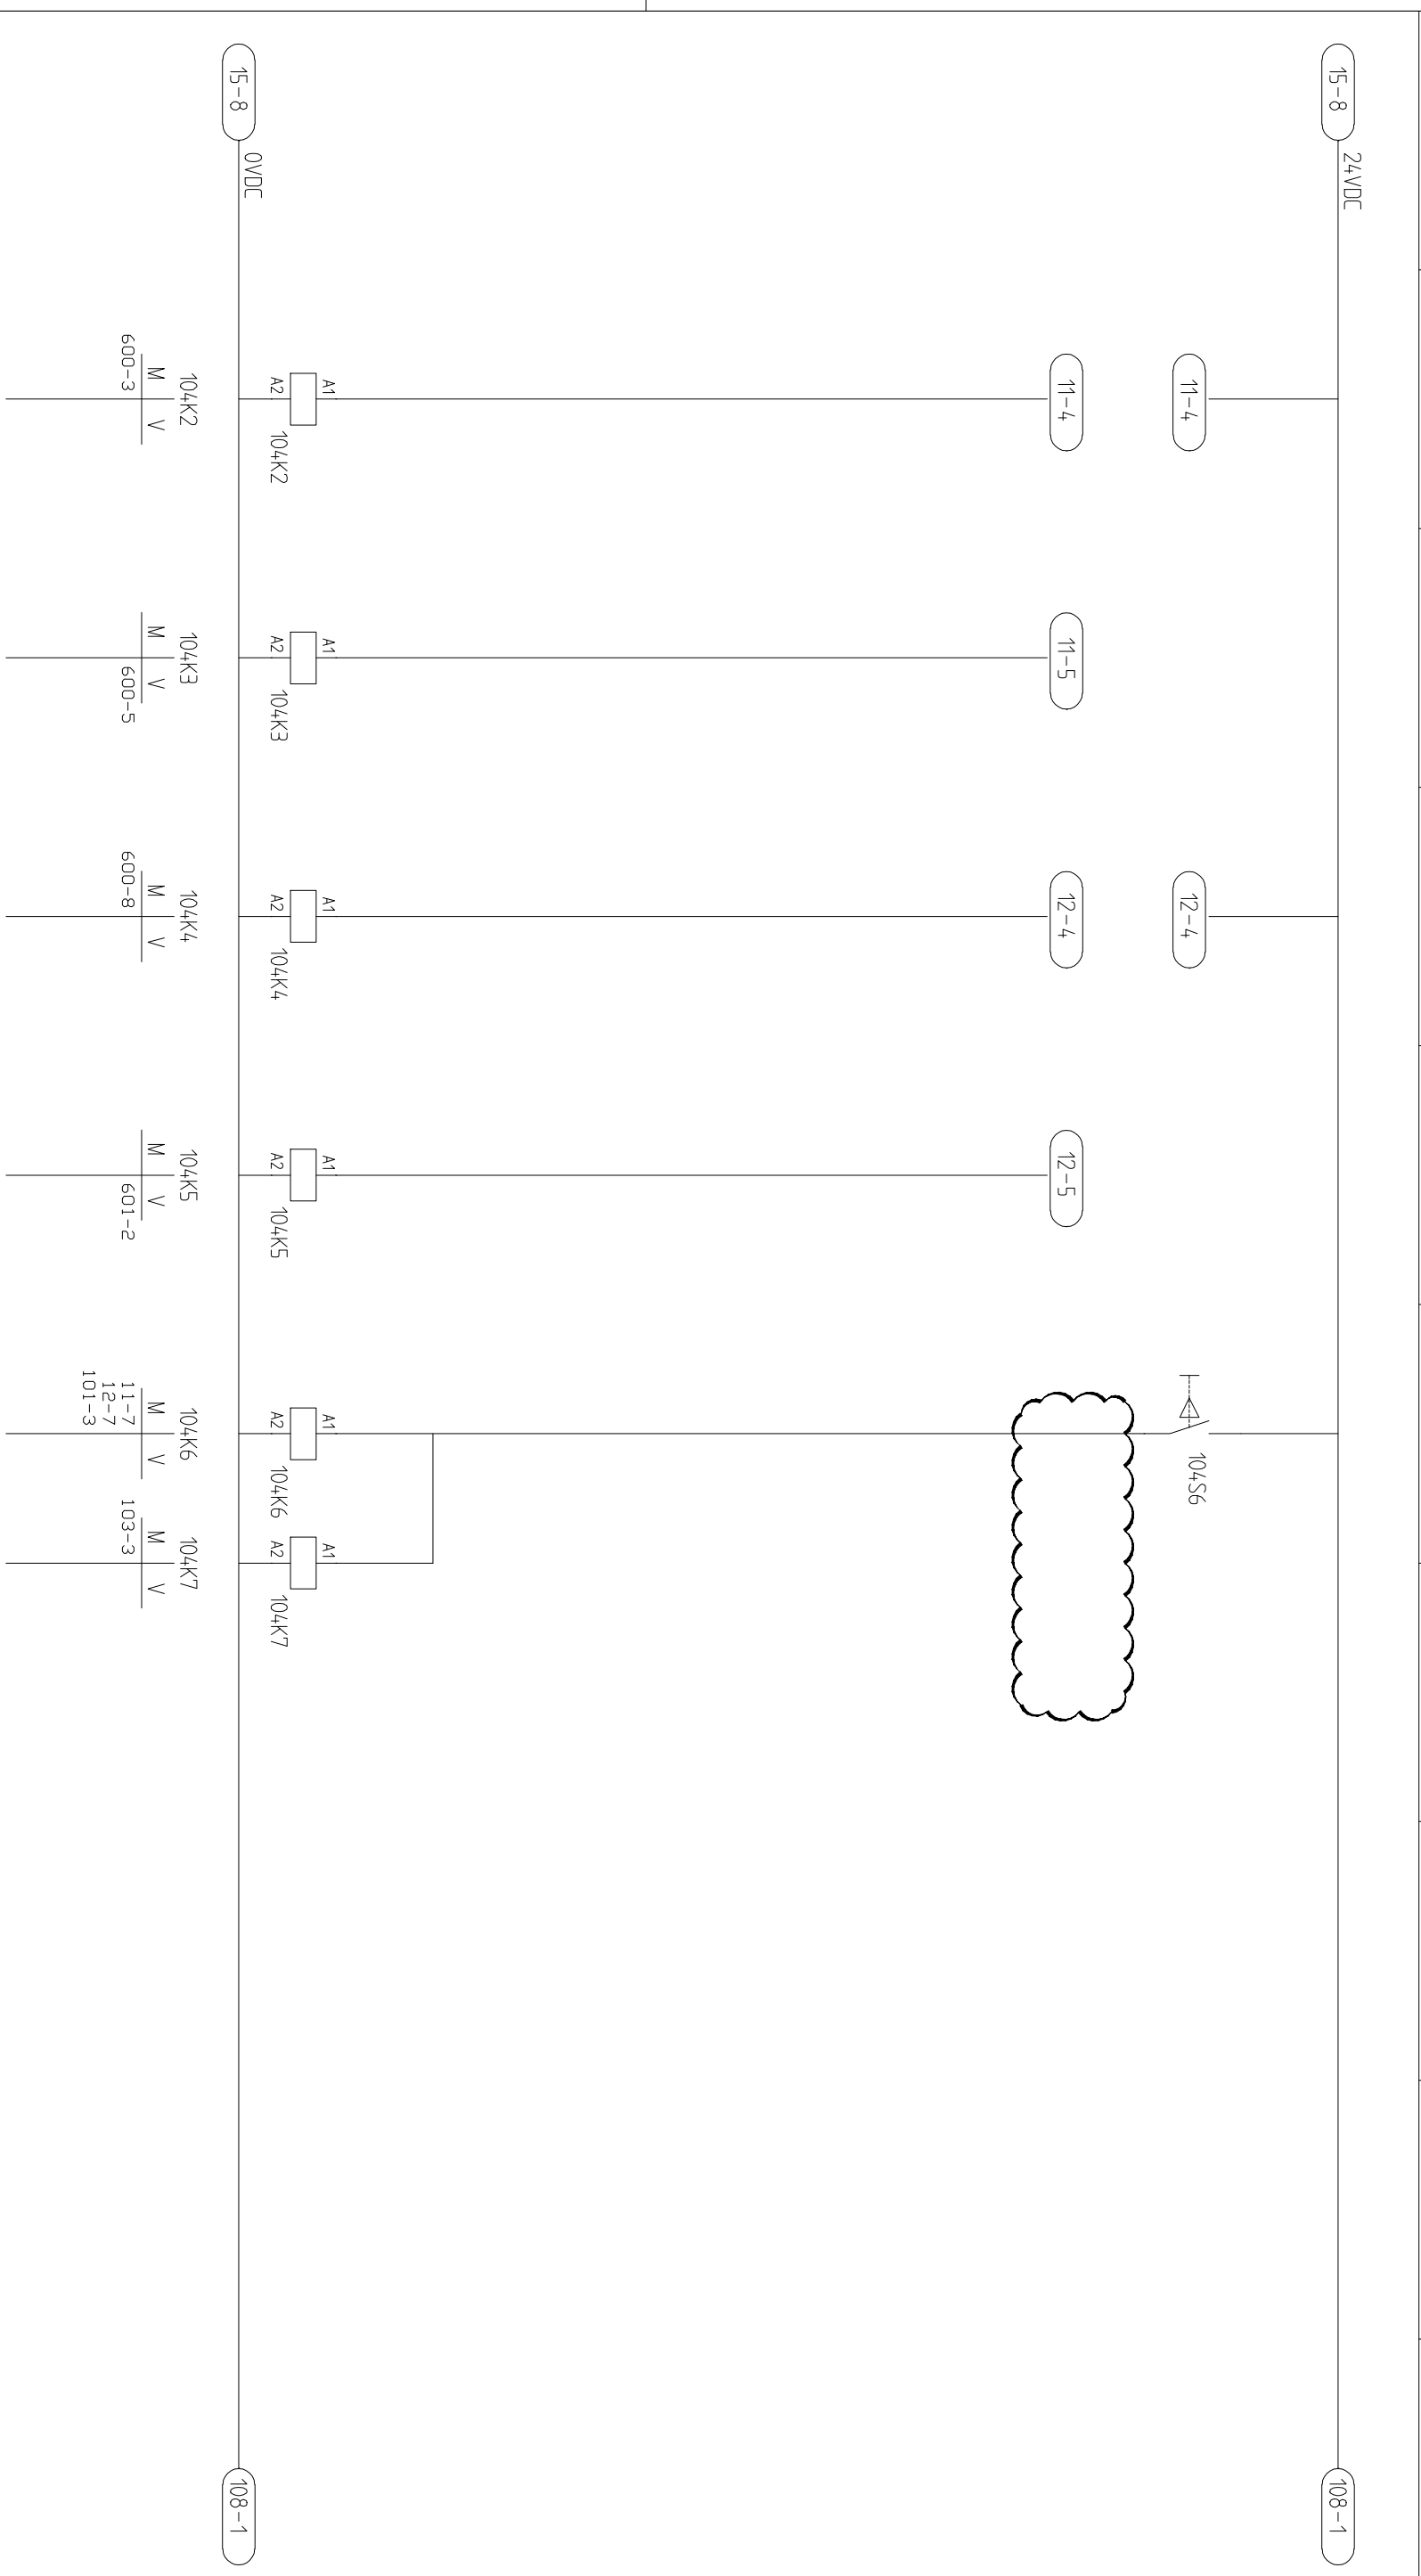 15-8
24VDC
108-1
11-4
12-4
104S6
11-4
11-5
12-4
12-5
A1
A2
104K2
A1
A2
104K3
A1
A2
104K4
A1
A2
104K5
A1
A2
104K6
A1
A2
104K7
15-8
0VDC
108-1
104K2
M V
600-3
104K3
M V
600-5
104K4
M V
600-8
104K5
M V
601-2
104K6
M V
11-7
12-7
101-3
104K7
M V
103-3